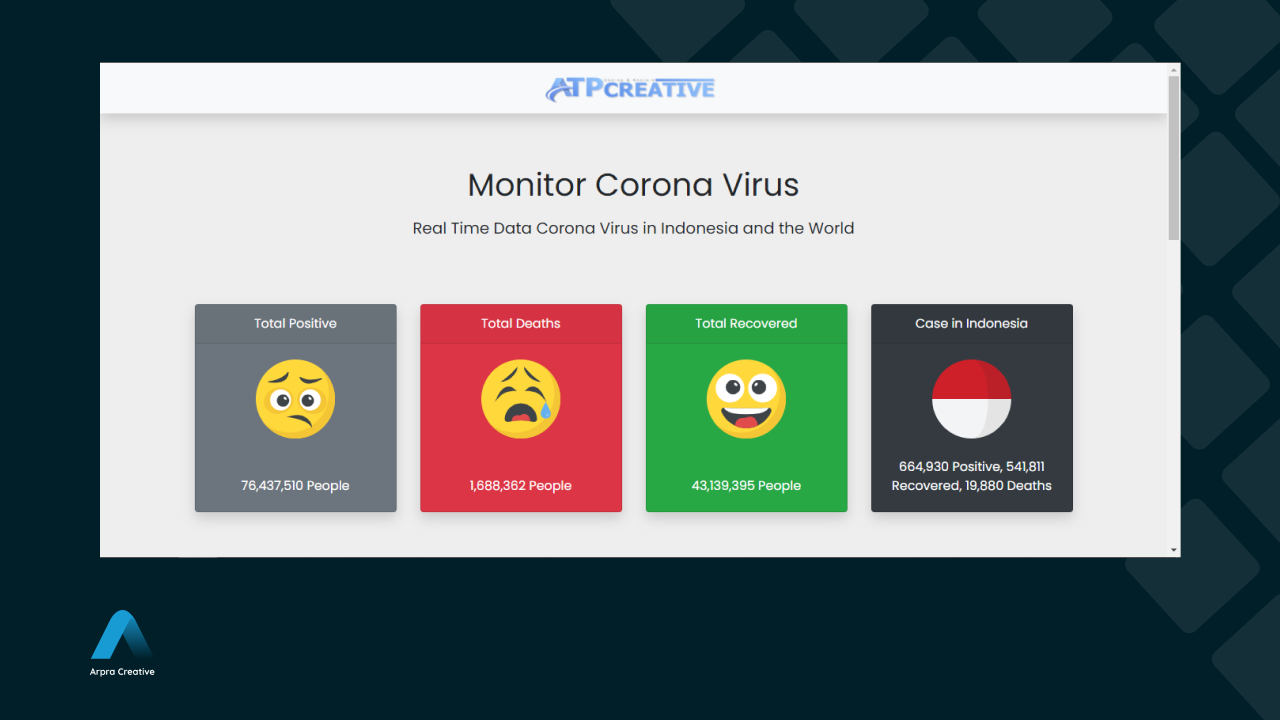 ATPCREATIVE
Monitor Corona Virus
Real Time Data Corona Virus in Indonesia and the World
Total Positive
76,437,510 People
Total Deaths
1,688,362 People
Total Recovered
43,139,395 People
Case in Indonesia
664,930 Positive, 541,811
Recovered, 19,880 Deaths
Arpra Creative